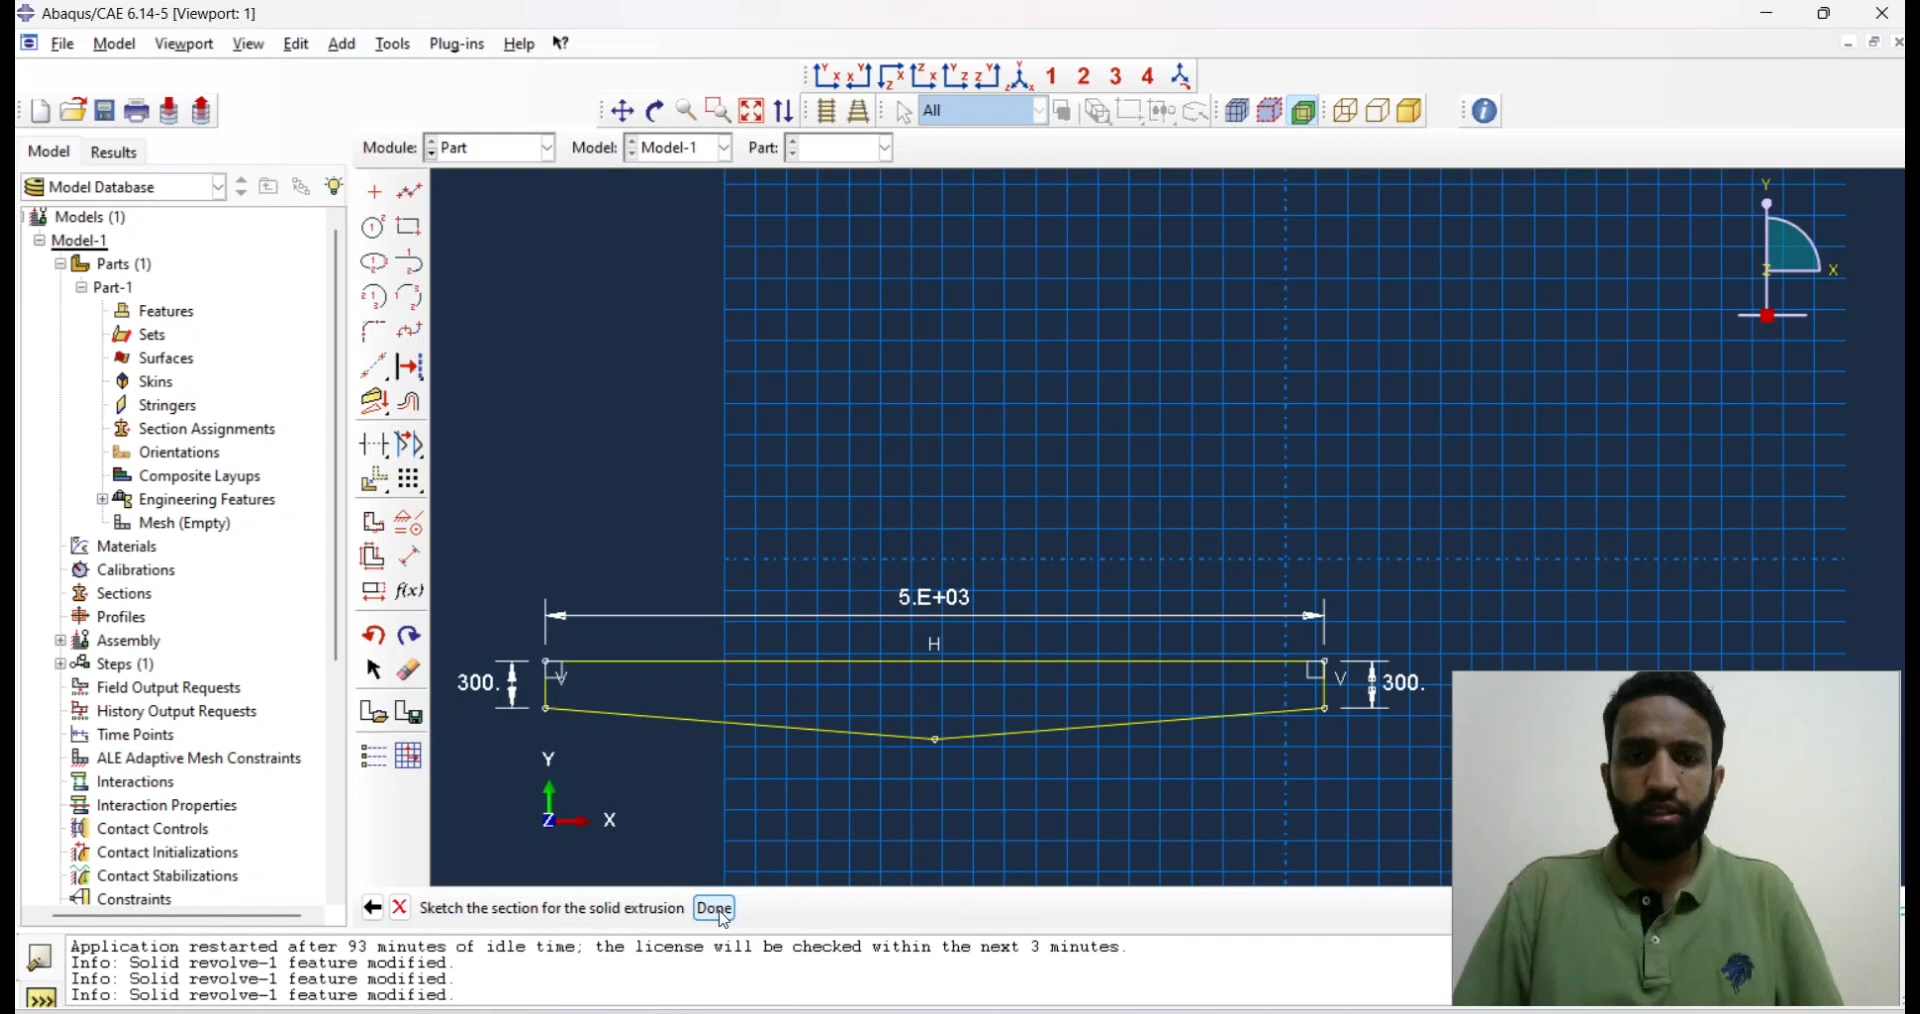 Abaqus/CAE 6.14-5 [Viewport: 1]
File Model Viewport View Edit Add Tools Plug-ins Help
1 2 3 4
All
Model Results
Module: Part Model: Model-1 Part:
Model Database
Models (1)
Model-1
Parts (1)
Part-1
Features
Sets
Surfaces
Skins
Stringers
Section Assignments
Orientations
Composite Layups
Engineering Features
Mesh (Empty)
Materials
Calibrations
Sections
Profiles
Assembly
Steps (1)
Field Output Requests
History Output Requests
Time Points
ALE Adaptive Mesh Constraints
Interactions
Interaction Properties
Contact Controls
Contact Initializations
Contact Stabilizations
Constraints
f(x)
Y
Z X
5.E+03
H
300. V V 300.
Y
Z X
Sketch the section for the solid extrusion Done
Application restarted after 93 minutes of idle time; the license will be checked within the next 3 minutes.
Info: Solid revolve-1 feature modified.
Info: Solid revolve-1 feature modified.
Info: Solid revolve-1 feature modified.
>>>